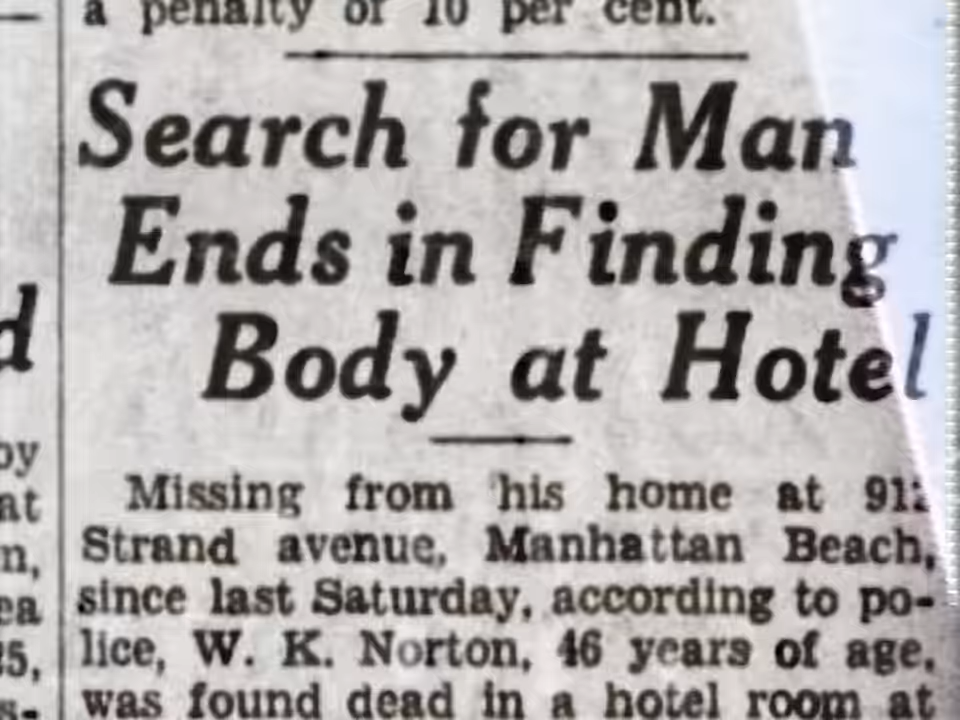 a penalty of 10 per cent.
Search for Man
Ends in Finding
Body at Hotel
Missing from his home at
Strand avenue, Manhattan Beach,
since last Saturday, according to po-
lice, W. K. Norton, 46 years of age,
was found dead in a hotel room at